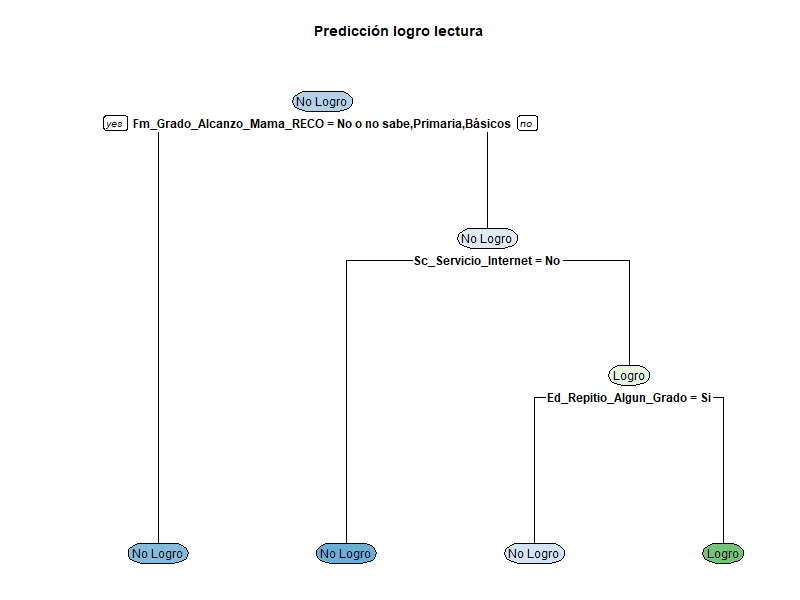 Predicción logro lectura
No Logro
yes Fm_Grado_Alcanzo_Mama_RECO = No o no sabe,Primaria,Básicos no
No Logro
Sc_Servicio_Internet = No
Logro
Ed_Repitio_Algun_Grado = Si
No Logro No Logro No Logro Logro